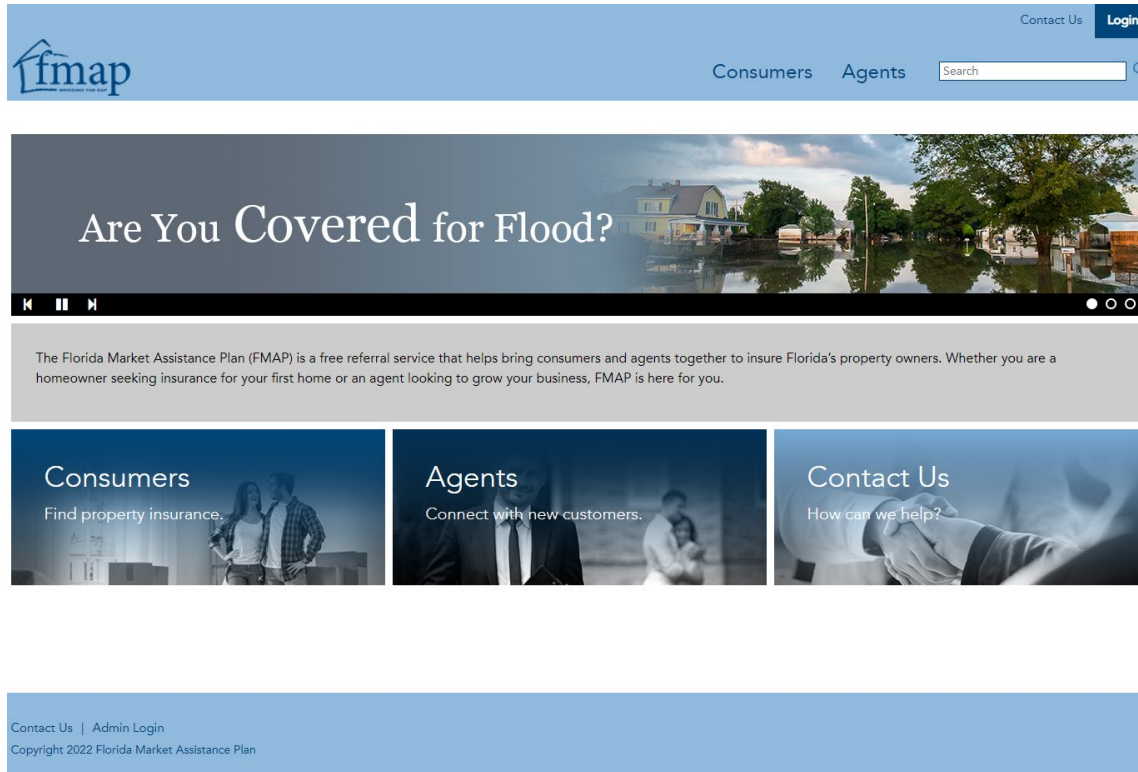 Contact Us Login
fmap
BRIDGING THE GAP
Consumers Agents Search
Are You Covered for Flood?
The Florida Market Assistance Plan (FMAP) is a free referral service that helps bring consumers and agents together to insure Florida's property owners. Whether you are a
homeowner seeking insurance for your first home or an agent looking to grow your business, FMAP is here for you.
Consumers
Find property insurance.
Agents
Connect with new customers.
Contact Us
How can we help?
Contact Us | Admin Login
Copyright 2022 Florida Market Assistance Plan